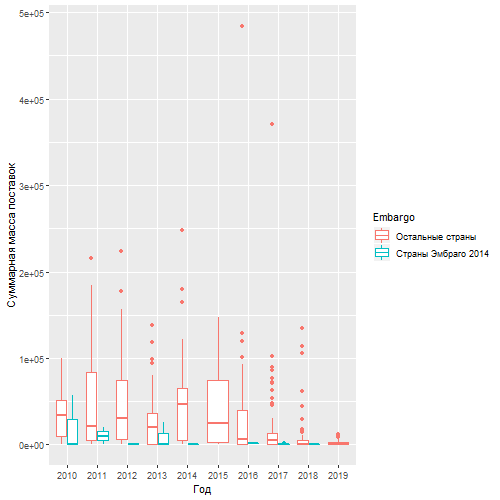 5e+05
4e+05
3e+05
2e+05
1e+05
0e+00
Суммарная масса поставок
2010 2011 2012 2013 2014 2015 2016 2017 2018 2019
Год
Embargo
Остальные страны
Страны Эмбраго 2014